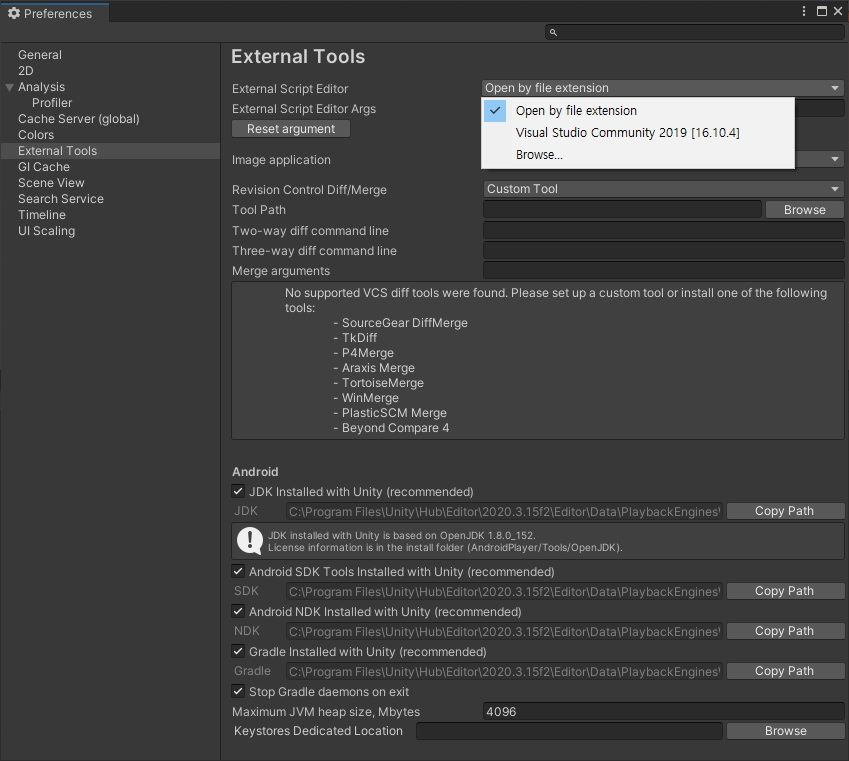 Preferences
General
2D
Analysis
Profiler
Cache Server (global)
Colors
External Tools
GI Cache
Scene View
Search Service
Timeline
UI Scaling
External Tools
External Script Editor
Open by file extension
Open by file extension
Visual Studio Community 2019 [16.10.4]
Browse...
External Script Editor Args
Reset argument
Image application
Revision Control Diff/Merge
Custom Tool
Tool Path
Browse
Two-way diff command line
Three-way diff command line
Merge arguments
No supported VCS diff tools were found. Please set up a custom tool or install one of the following
tools:
- SourceGear DiffMerge
- TkDiff
- P4Merge
- Araxis Merge
- TortoiseMerge
- WinMerge
- PlasticSCM Merge
- Beyond Compare 4
Android
JDK Installed with Unity (recommended)
JDK C:\Program Files\Unity\Hub\Editor\2020.3.15f2\Editor\Data\PlaybackEngines\ Copy Path
JDK installed with Unity is based on OpenJDK 1.8.0_152.
License information is in the install folder (AndroidPlayer/Tools/OpenJDK).
Android SDK Tools Installed with Unity (recommended)
SDK C:\Program Files\Unity\Hub\Editor\2020.3.15f2\Editor\Data\PlaybackEngines\ Copy Path
Android NDK Installed with Unity (recommended)
NDK C:\Program Files\Unity\Hub\Editor\2020.3.15f2\Editor\Data\PlaybackEngines\ Copy Path
Gradle Installed with Unity (recommended)
Gradle C:\Program Files\Unity\Hub\Editor\2020.3.15f2\Editor\Data\PlaybackEngines\ Copy Path
Stop Gradle daemons on exit
Maximum JVM heap size, Mbytes 4096
Keystores Dedicated Location Browse